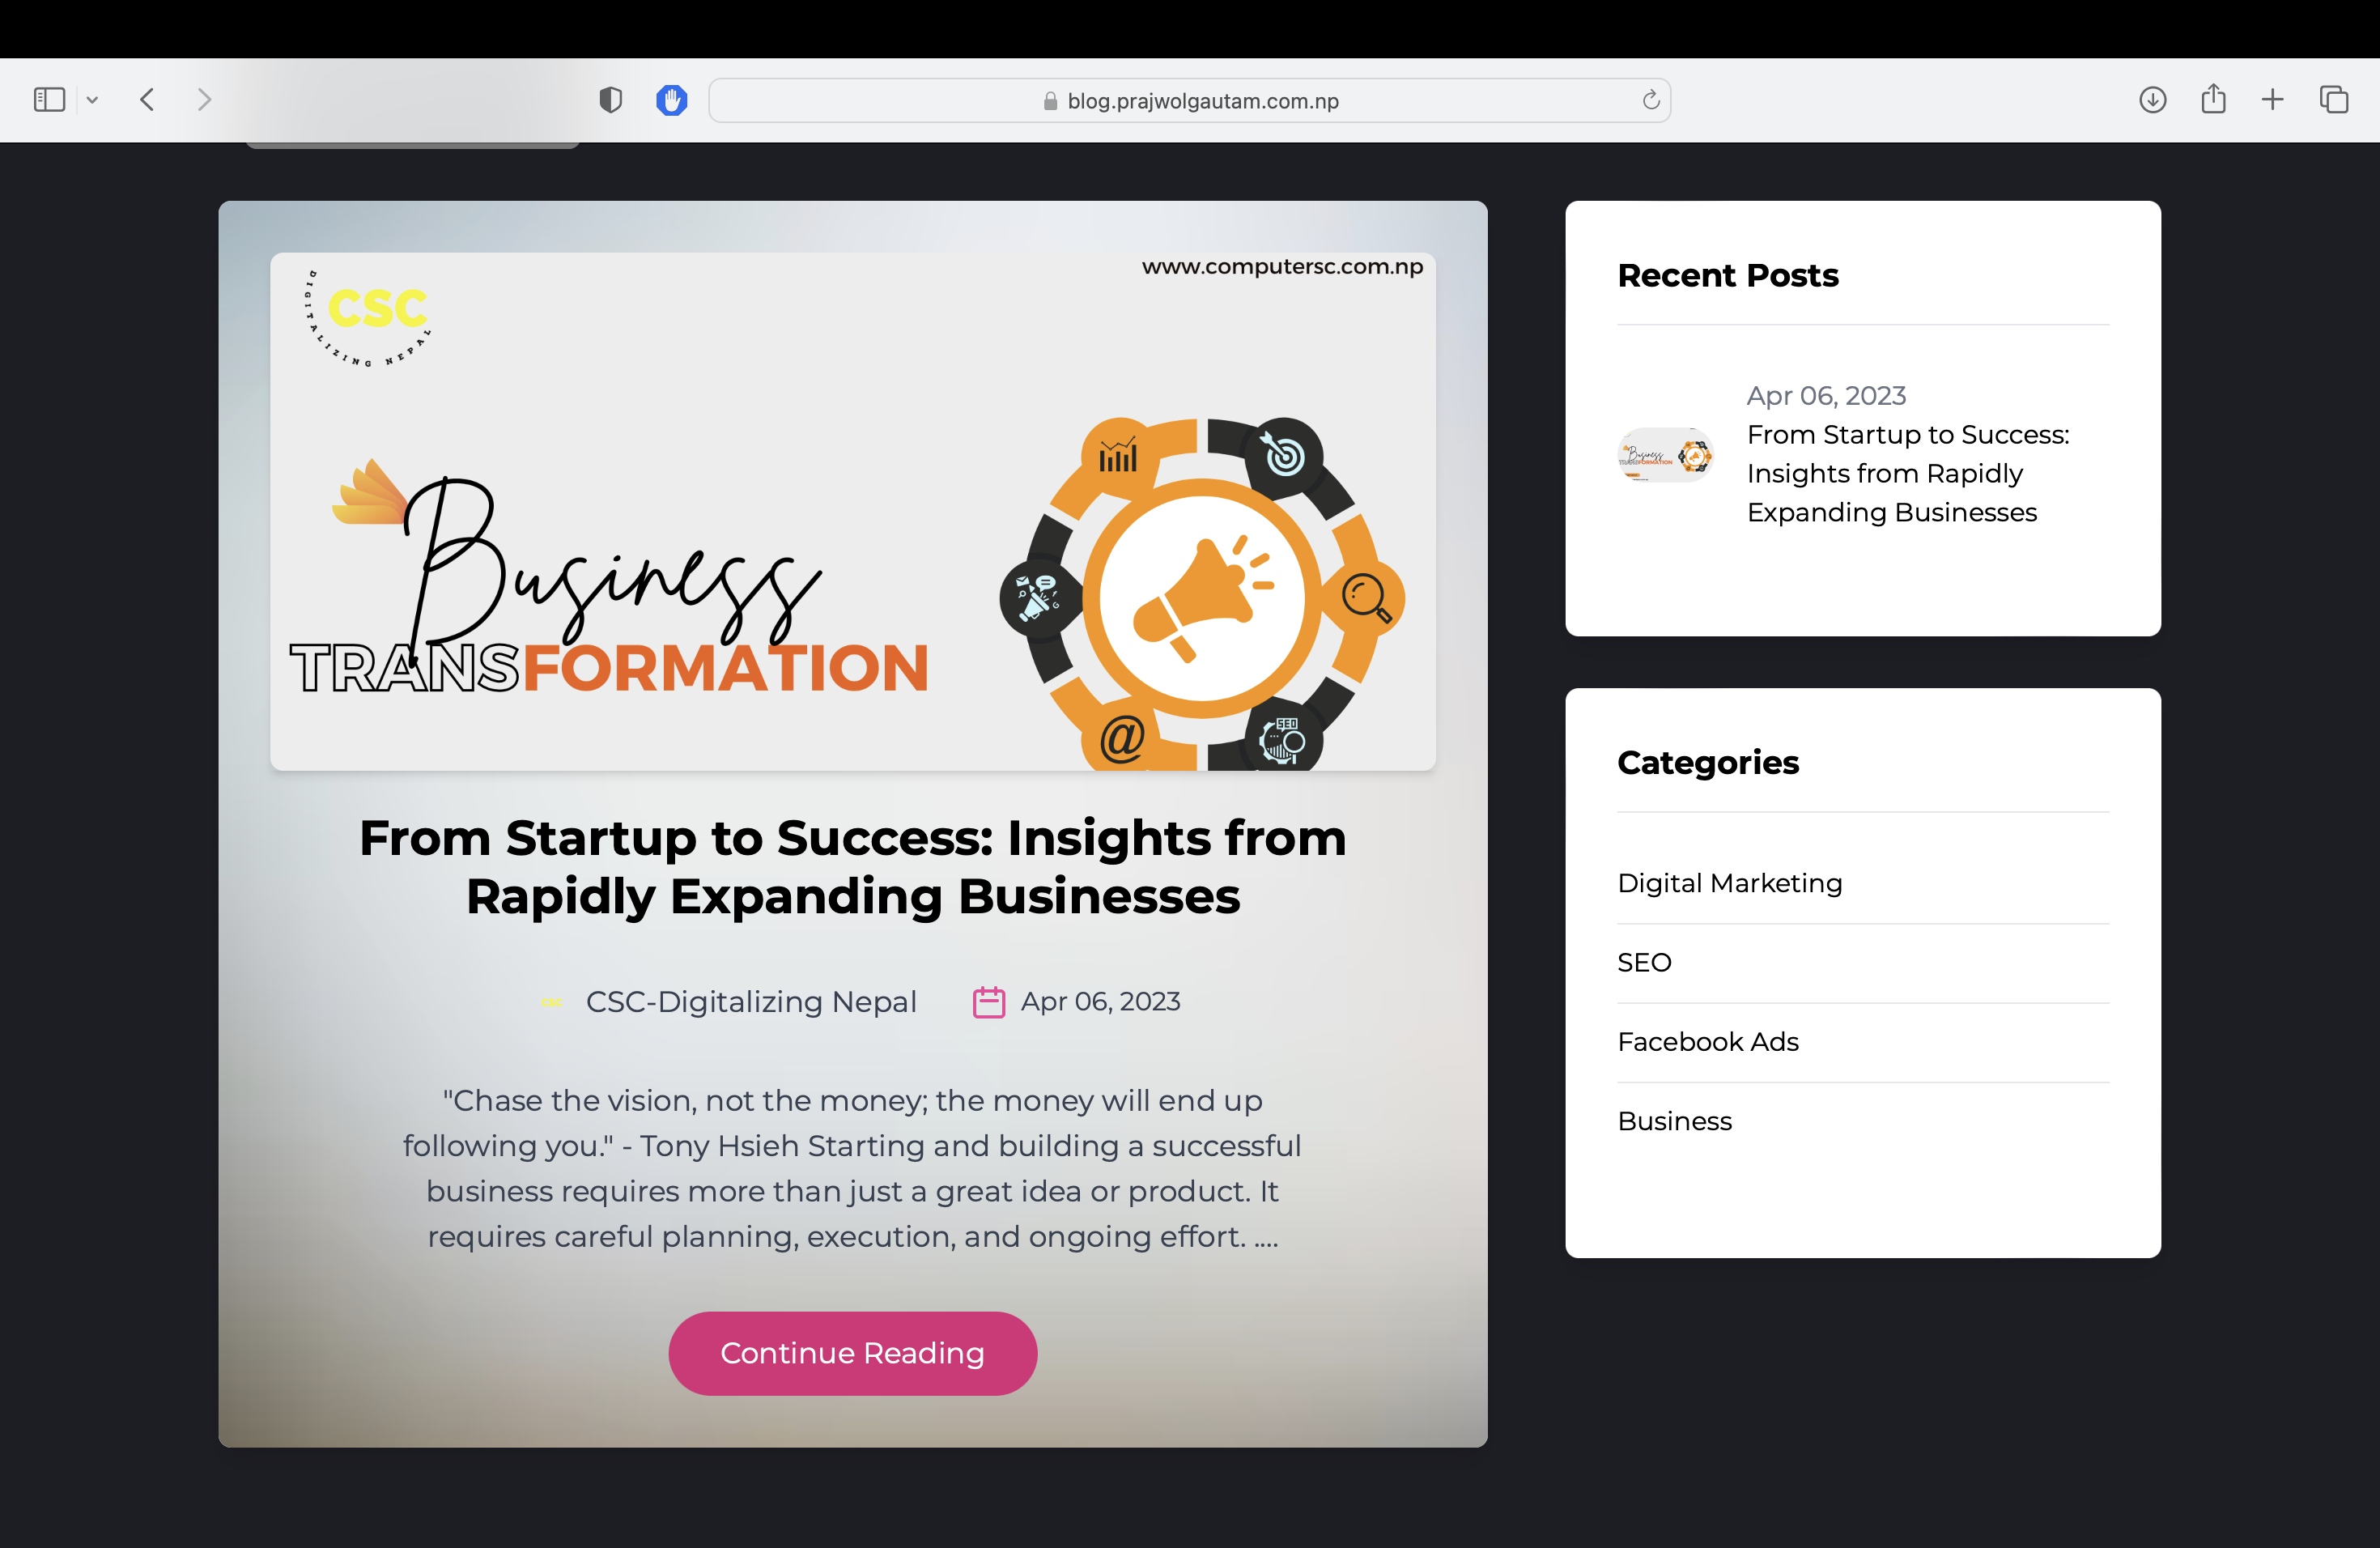 blog.prajwolgautam.com.np
www.computersc.com.np
CSC
DIGITALIZING NEPAL
Business
TRANSFORMATION
@
SEO
From Startup to Success: Insights from
Rapidly Expanding Businesses
CSC
CSC-Digitalizing Nepal
Apr 06, 2023
"Chase the vision, not the money; the money will end up
following you." - Tony Hsieh Starting and building a successful
business requires more than just a great idea or product. It
requires careful planning, execution, and ongoing effort. ....
Continue Reading
Recent Posts
Business
TRANSFORMATION
Apr 06, 2023
From Startup to Success:
Insights from Rapidly
Expanding Businesses
Categories
Digital Marketing
SEO
Facebook Ads
Business